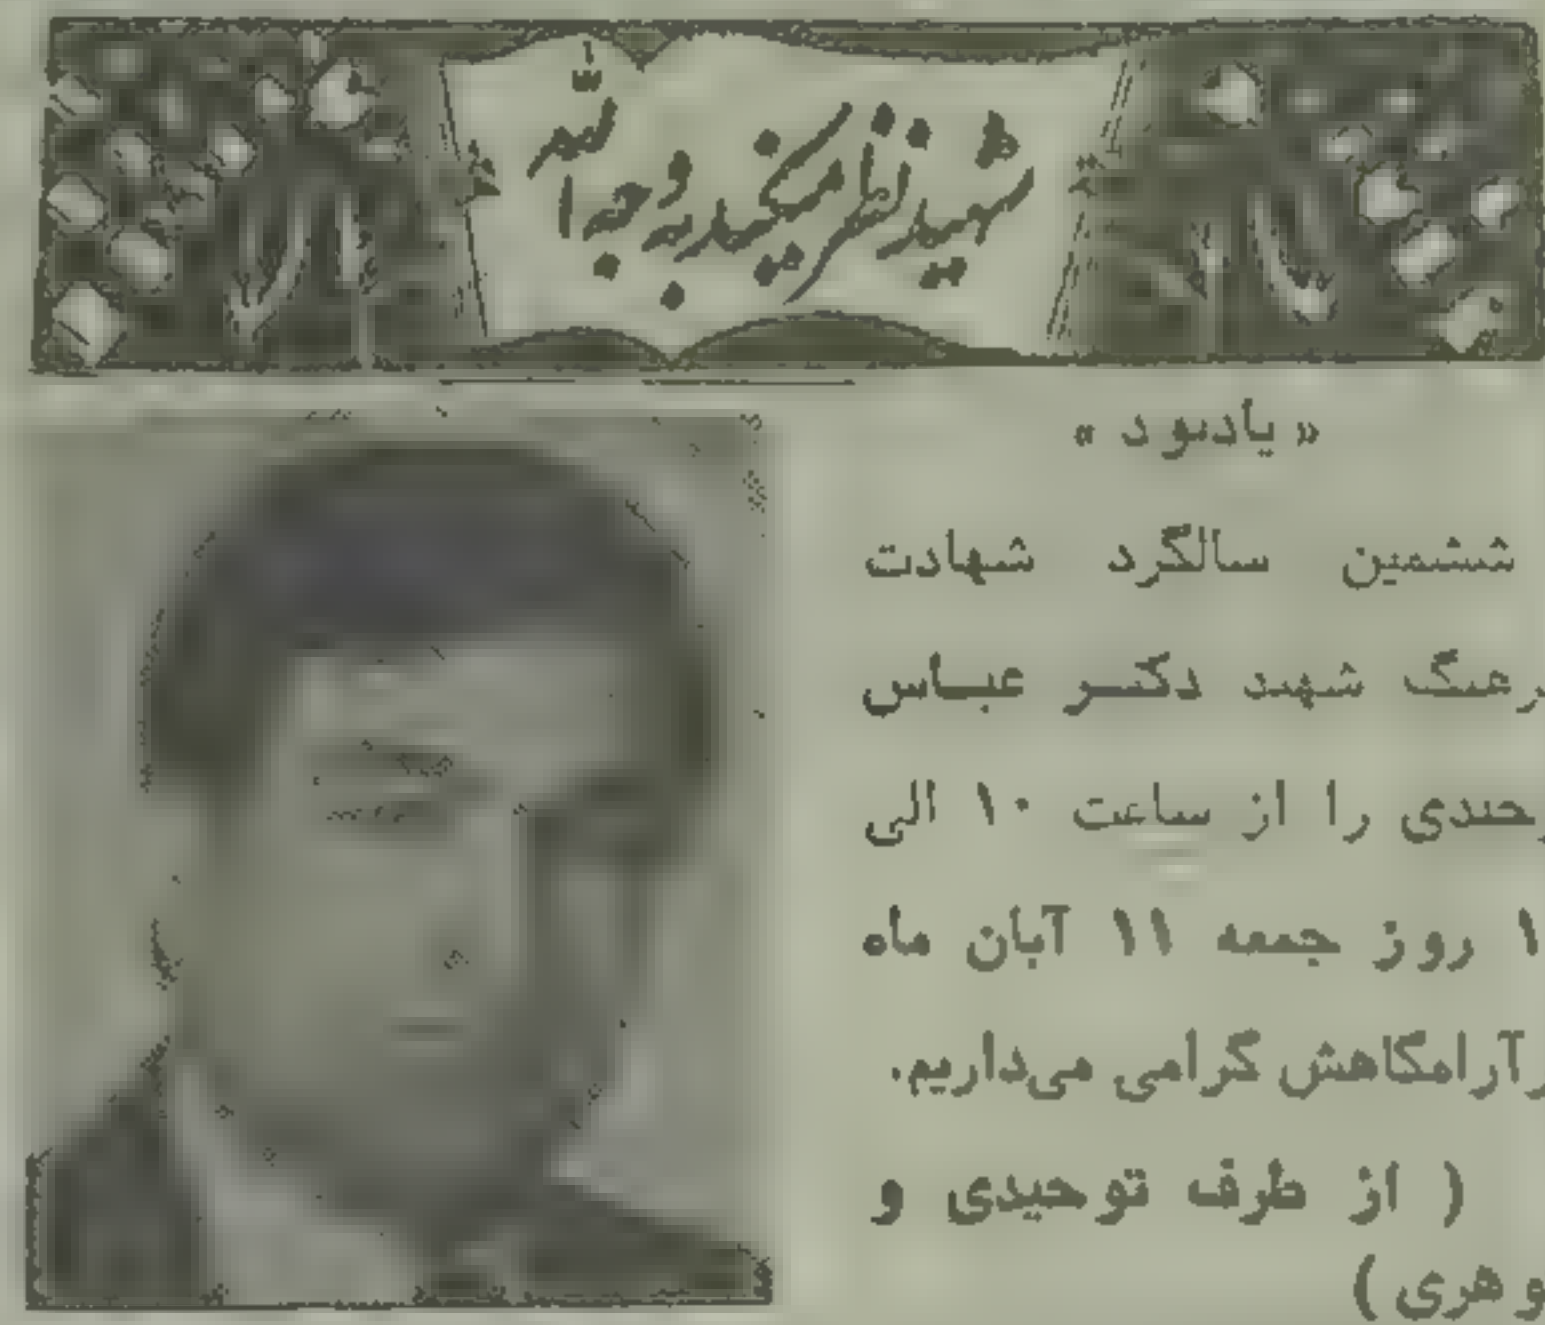 شهید نظر میکند به وجه الله
«یادبود»
ششمین سالگرد شهادت
شهید دکتر عباس
را از ساعت ۱۰ الی
روز جمعه ۱۱ آبان ماه
آرامگاهش گرامی می‌داریم.
( از طرف توحیدی و